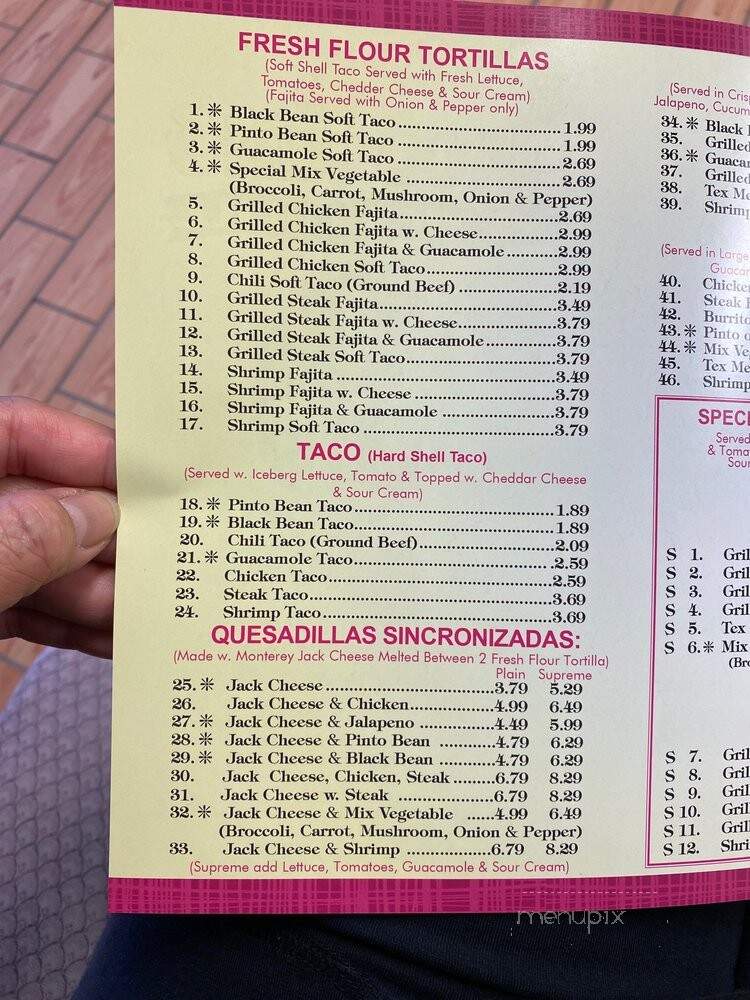 FRESH FLOUR TORTILLAS
(Soft Shell Taco Served with Fresh Lettuce,
Tomatoes, Chedder Cheese & Sour Cream)
(Fajita Served with Onion & Pepper only)
1.✳ Black Bean Soft Taco 1.99
2.✳ Pinto Bean Soft Taco 1.99
3.✳ Guacamole Soft Taco 2.69
4.✳ Special Mix Vegetable 2.69
(Broccoli, Carrot, Mushroom, Onion & Pepper)
5. Grilled Chicken Fajita 2.69
6. Grilled Chicken Fajita w. Cheese 2.99
7. Grilled Chicken Fajita & Guacamole 2.99
8. Grilled Chicken Soft Taco 2.99
9. Chili Soft Taco (Ground Beef) 2.19
10. Grilled Steak Fajita 3.49
11. Grilled Steak Fajita w. Cheese 3.79
12. Grilled Steak Fajita & Guacamole 3.79
13. Grilled Steak Soft Taco 3.79
14. Shrimp Fajita 3.49
15. Shrimp Fajita w. Cheese 3.79
16. Shrimp Fajita & Guacamole 3.79
17. Shrimp Soft Taco 3.79
TACO (Hard Shell Taco)
(Served w. Iceberg Lettuce, Tomato & Topped w. Cheddar Cheese
& Sour Cream)
18.✳ Pinto Bean Taco 1.89
19.✳ Black Bean Taco 1.89
20. Chili Taco (Ground Beef) 2.09
21.✳ Guacamole Taco 2.59
22. Chicken Taco 2.59
23. Steak Taco 3.69
24. Shrimp Taco 3.69
QUESADILLAS SINCRONIZADAS:
(Made w. Monterey Jack Cheese Melted Between 2 Fresh Flour Tortilla)
Plain Supreme
25.✳ Jack Cheese 3.79 5.29
26. Jack Cheese & Chicken 4.99 6.49
27.✳ Jack Cheese & Jalapeno 4.49 5.99
28.✳ Jack Cheese & Pinto Bean 4.79 6.29
29.✳ Jack Cheese & Black Bean 4.79 6.29
30. Jack Cheese, Chicken, Steak 6.79 8.29
31. Jack Cheese w. Steak 6.79 8.29
32.✳ Jack Cheese & Mix Vegetable 4.99 6.49
(Broccoli, Carrot, Mushroom, Onion & Pepper)
33. Jack Cheese & Shrimp 6.79 8.29
(Supreme add Lettuce, Tomatoes, Guacamole & Sour Cream)
(Served in Cris
Jalapeno, Cucum
34.✳ Black
35. Grilled
36.✳ Guaca
37. Grilled
38. Tex Me
39. Shrimp
(Served in Large
Guaca
40. Chicke
41. Steak
42. Burrit
43.✳ Pinto o
44.✳ Mix Ve
45. Tex Me
46. Shrimp
SPECI
Served
& Toma
Sour
S 1. Gril
S 2. Gril
S 3. Gril
S 4. Gril
S 5. Tex
S 6.✳ Mix
(Bro
S 7. Gril
S 8. Gril
S 9. Gril
S 10. Gril
S 11. Gril
S 12. Shri
menupix